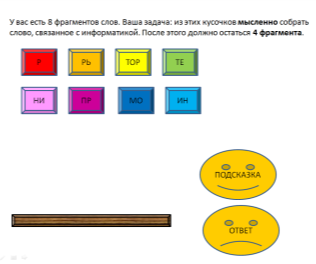 У вас есть 8 фрагментов слов. Ваша задача: из этих кусочков мысленно собрать
слово, связанное с информатикой. После этого должно остаться 4 фрагмента.
Р РЬ ТОР ТЕ
НИ ПР МО ИН
ПОДСКАЗКА
ОТВЕТ